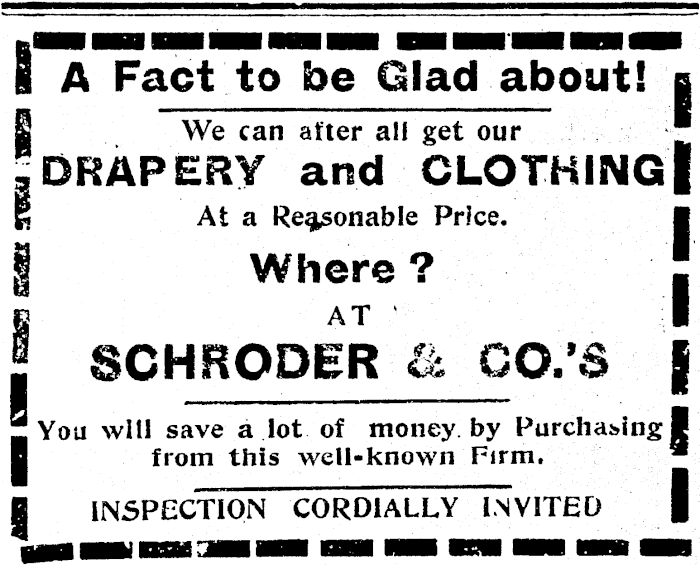 A Fact to be Glad about!
We can after all get our
DRAPERY and CLOTHING
At a Reasonable Price.
Where ?
AT
SCHRODER & CO.'S
You will save a lot of money by Purchasing
from this well-known Firm.
INSPECTION CORDIALLY INVITED